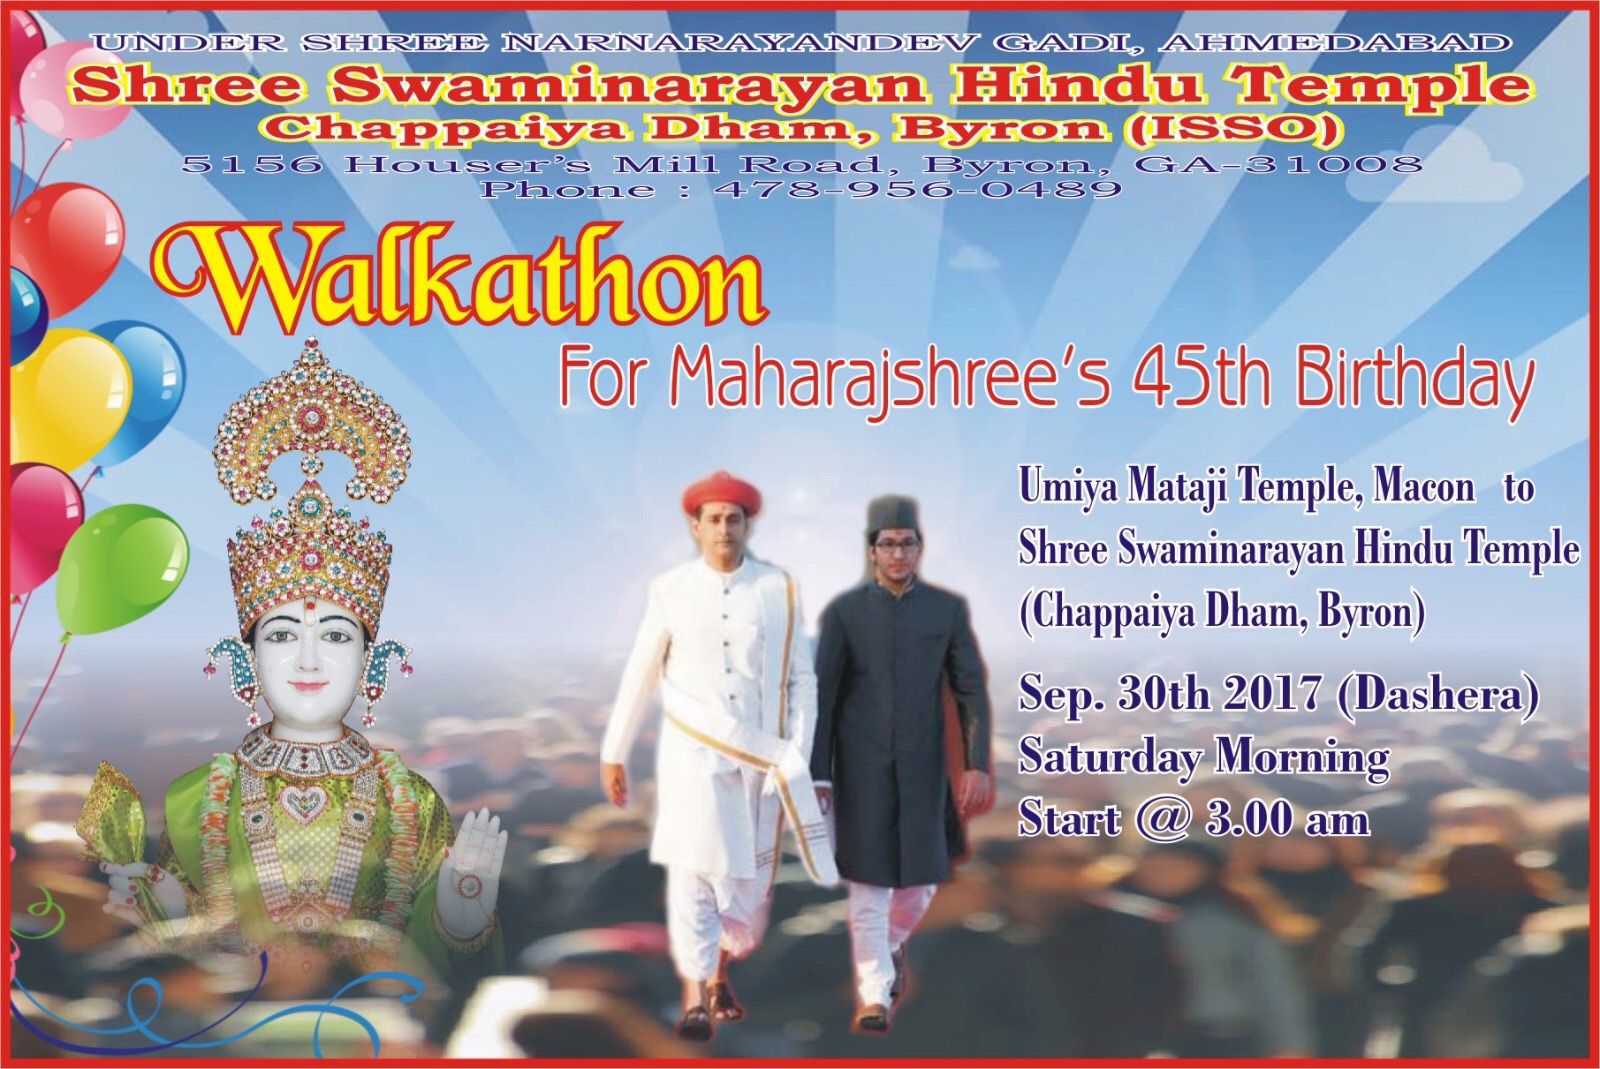 UNDER SHREE NARNARAYANDEV GADI, AHMEDABAD
Shree Swaminarayan Hindu Temple
Chappaiya Dham, Byron (ISSO)
5156 Houser's Mill Road, Byron, GA-31008
Phone : 478-956-0489
Walkathon
For Maharajshree's 45th Birthday
Umiya Mataji Temple, Macon to
Shree Swaminarayan Hindu Temple
(Chappaiya Dham, Byron)
Sep. 30th 2017 (Dashera)
Saturday Morning
Start @ 3.00 am